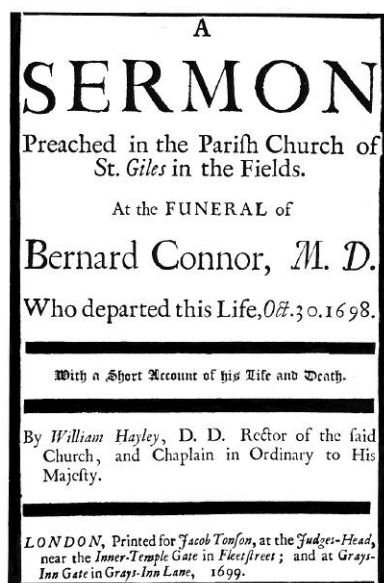 A
SERMON
Preached in the Pariſh Church of
St. Giles in the Fields.
At the FUNERAL of
Bernard Connor, M. D.
Who departed this Life, Oct. 30. 1698.
With a Short Account of his Life and Death.
By William Hayley, D. D. Rector of the ſaid
Church, and Chaplain in Ordinary to His
Majeſty.
LONDON, Printed for Jacob Tonſon, at the Judges-Head,
near the Inner-Temple Gate in Fleetſtreet; and at Grays-
Inn Gate in Grays-Inn Lane, 1699.